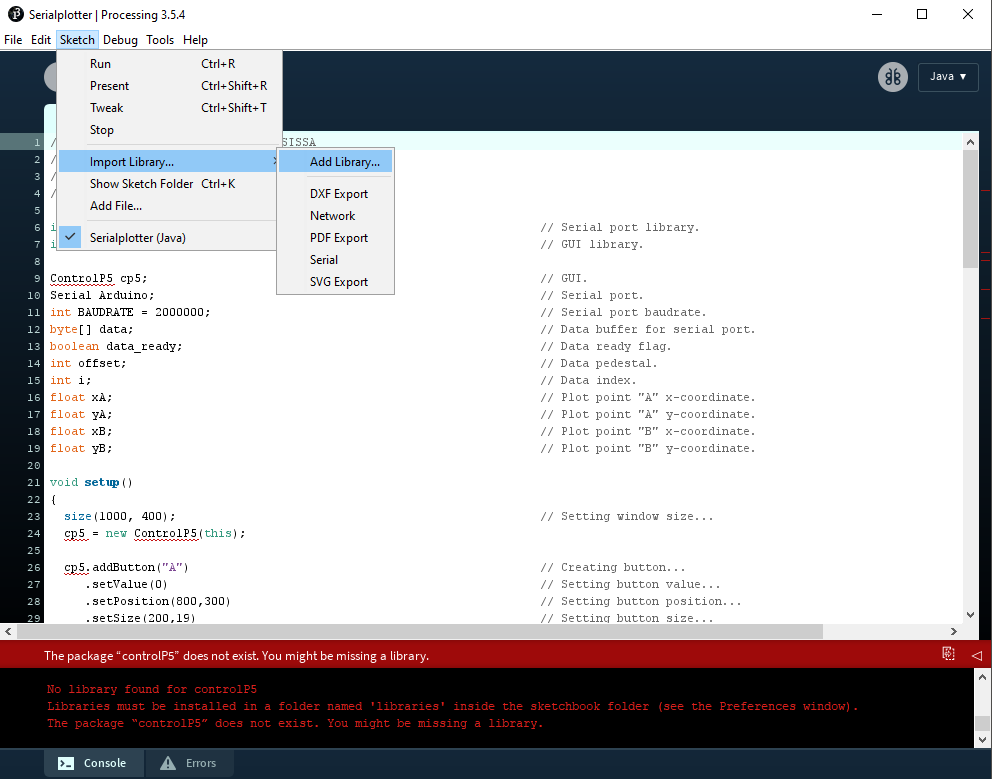 Serialplotter | Processing 3.5.4
File Edit Sketch Debug Tools Help
Run Ctrl+R
Present Ctrl+Shift+R
Tweak Ctrl+Shift+T
Stop
Import Library... >
Show Sketch Folder Ctrl+K
Add File...
Serialplotter (Java)
Add Library...
DXF Export
Network
PDF Export
Serial
SVG Export
Java ▼
1 / SISSA
2 /
3 /
4 /
5
6 i // Serial port library.
7 i // GUI library.
8
9 ControlP5 cp5; // GUI.
10 Serial Arduino; // Serial port.
11 int BAUDRATE = 2000000; // Serial port baudrate.
12 byte[] data; // Data buffer for serial port.
13 boolean data_ready; // Data ready flag.
14 int offset; // Data pedestal.
15 int i; // Data index.
16 float xA; // Plot point "A" x-coordinate.
17 float yA; // Plot point "A" y-coordinate.
18 float xB; // Plot point "B" x-coordinate.
19 float yB; // Plot point "B" y-coordinate.
20
21 void setup()
22 {
23 size(1000, 400); // Setting window size...
24 cp5 = new ControlP5(this);
25
26 cp5.addButton("A") // Creating button...
27 .setValue(0) // Setting button value...
28 .setPosition(800,300) // Setting button position...
29 .setSize(200,19) // Setting button size...
The package “controlP5” does not exist. You might be missing a library.
No library found for controlP5
Libraries must be installed in a folder named 'libraries' inside the sketchbook folder (see the Preferences window).
The package “controlP5” does not exist. You might be missing a library.
Console Errors